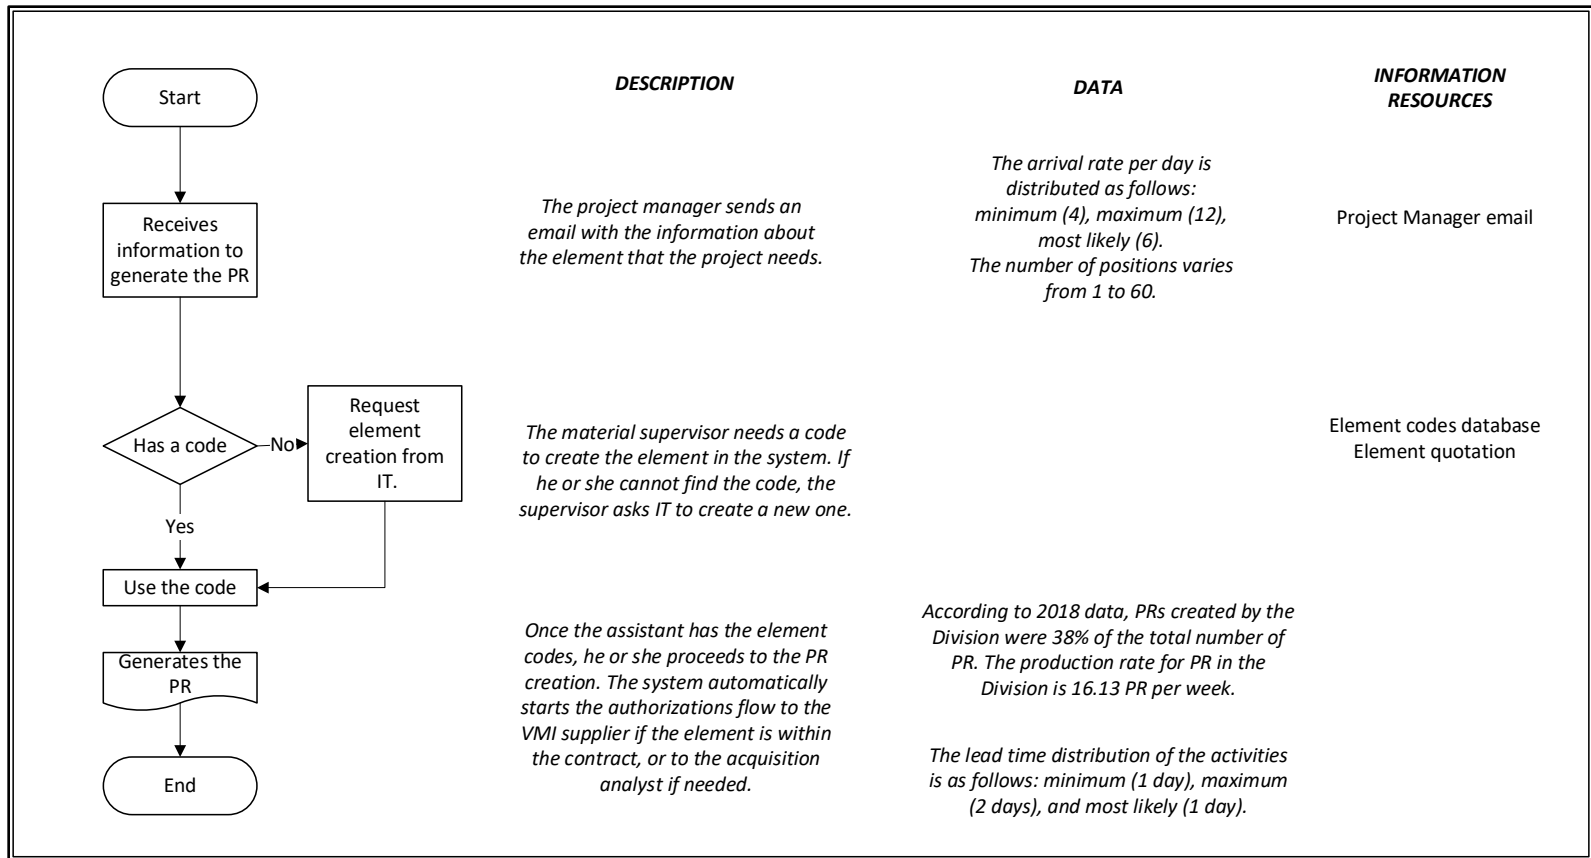 Start
DESCRIPTION
DATA
INFORMATION
RESOURCES
Receives
information to
generate the PR
The project manager sends an
email with the information about
the element that the project needs.
The arrival rate per day is
distributed as follows:
minimum (4), maximum (12),
most likely (6).
The number of positions varies
from 1 to 60.
Project Manager email
Has a code
No
Request
element
creation from
IT.
Yes
The material supervisor needs a code
to create the element in the system. If
he or she cannot find the code, the
supervisor asks IT to create a new one.
Element codes database
Element quotation
Use the code
Generates the
PR
End
Once the assistant has the element
codes, he or she proceeds to the PR
creation. The system automatically
starts the authorizations flow to the
VMI supplier if the element is within
the contract, or to the acquisition
analyst if needed.
According to 2018 data, PRs created by the
Division were 38% of the total number of
PR. The production rate for PR in the
Division is 16.13 PR per week.
The lead time distribution of the activities
is as follows: minimum (1 day), maximum
(2 days), and most likely (1 day).